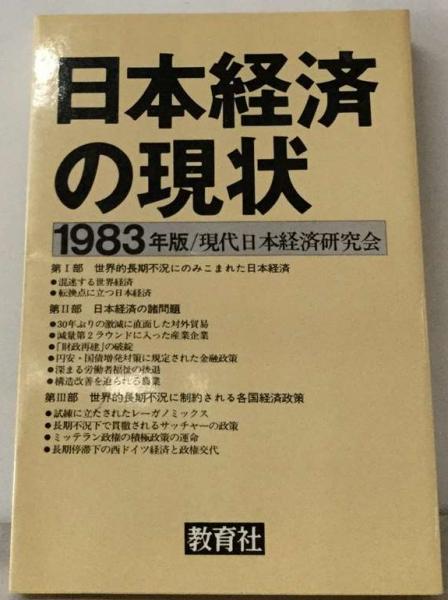 日本経済
の現状
1983年版/現代日本経済研究会
第Ⅰ部 世界的長期不況にのみこまれた日本経済
●混迷する世界経済
●転換点に立つ日本経済
第Ⅱ部 日本経済の諸問題
●30年ぶりの激減に直面した対外貿易
●減量第2ラウンドに入った産業企業
●「財政再建」の破綻
●円安・国債増発対策に規定された金融政策
●深まる労働者福祉の後退
●構造改善を迫られる農業
第Ⅲ部 世界的長期不況に制約される各国経済政策
●試練に立たされたレーガノミックス
●長期不況下で貫徹されるサッチャーの政策
●ミッテラン政権の積極政策の運命
●長期停滞下の西ドイツ経済と政権交代
教育社